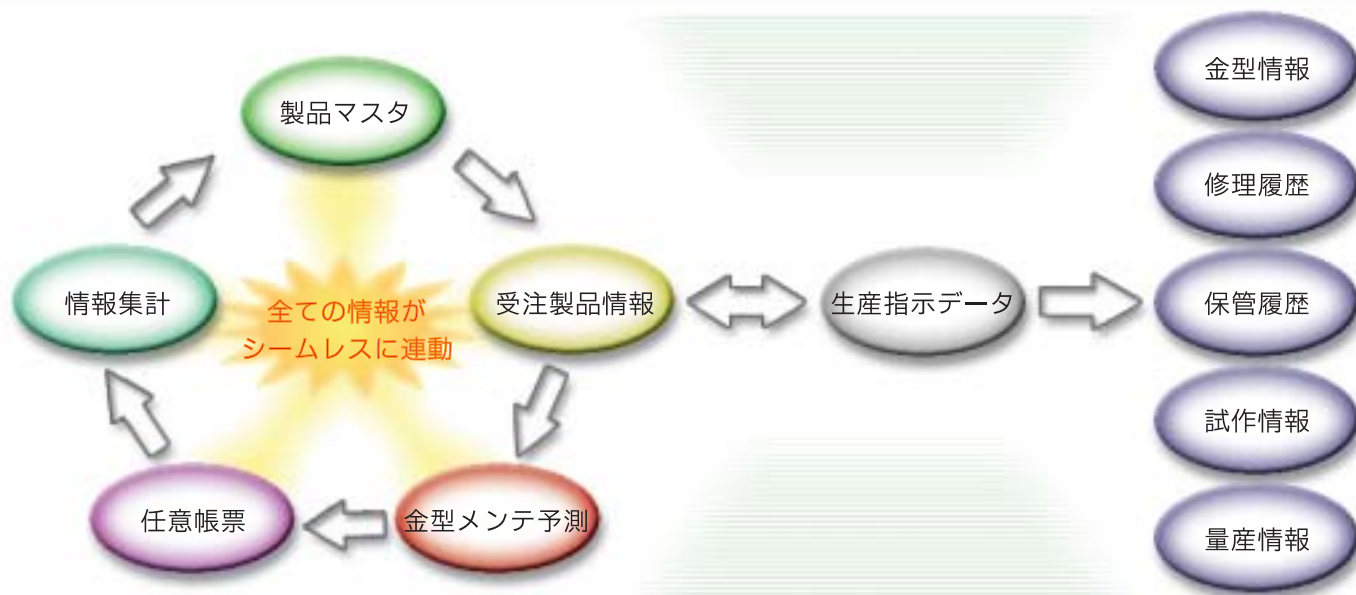 製品マスタ
情報集計
全ての情報が
シームレスに連動
受注製品情報
任意帳票
金型メンテ予測
生産指示データ
金型情報
修理履歴
保管履歴
試作情報
量産情報